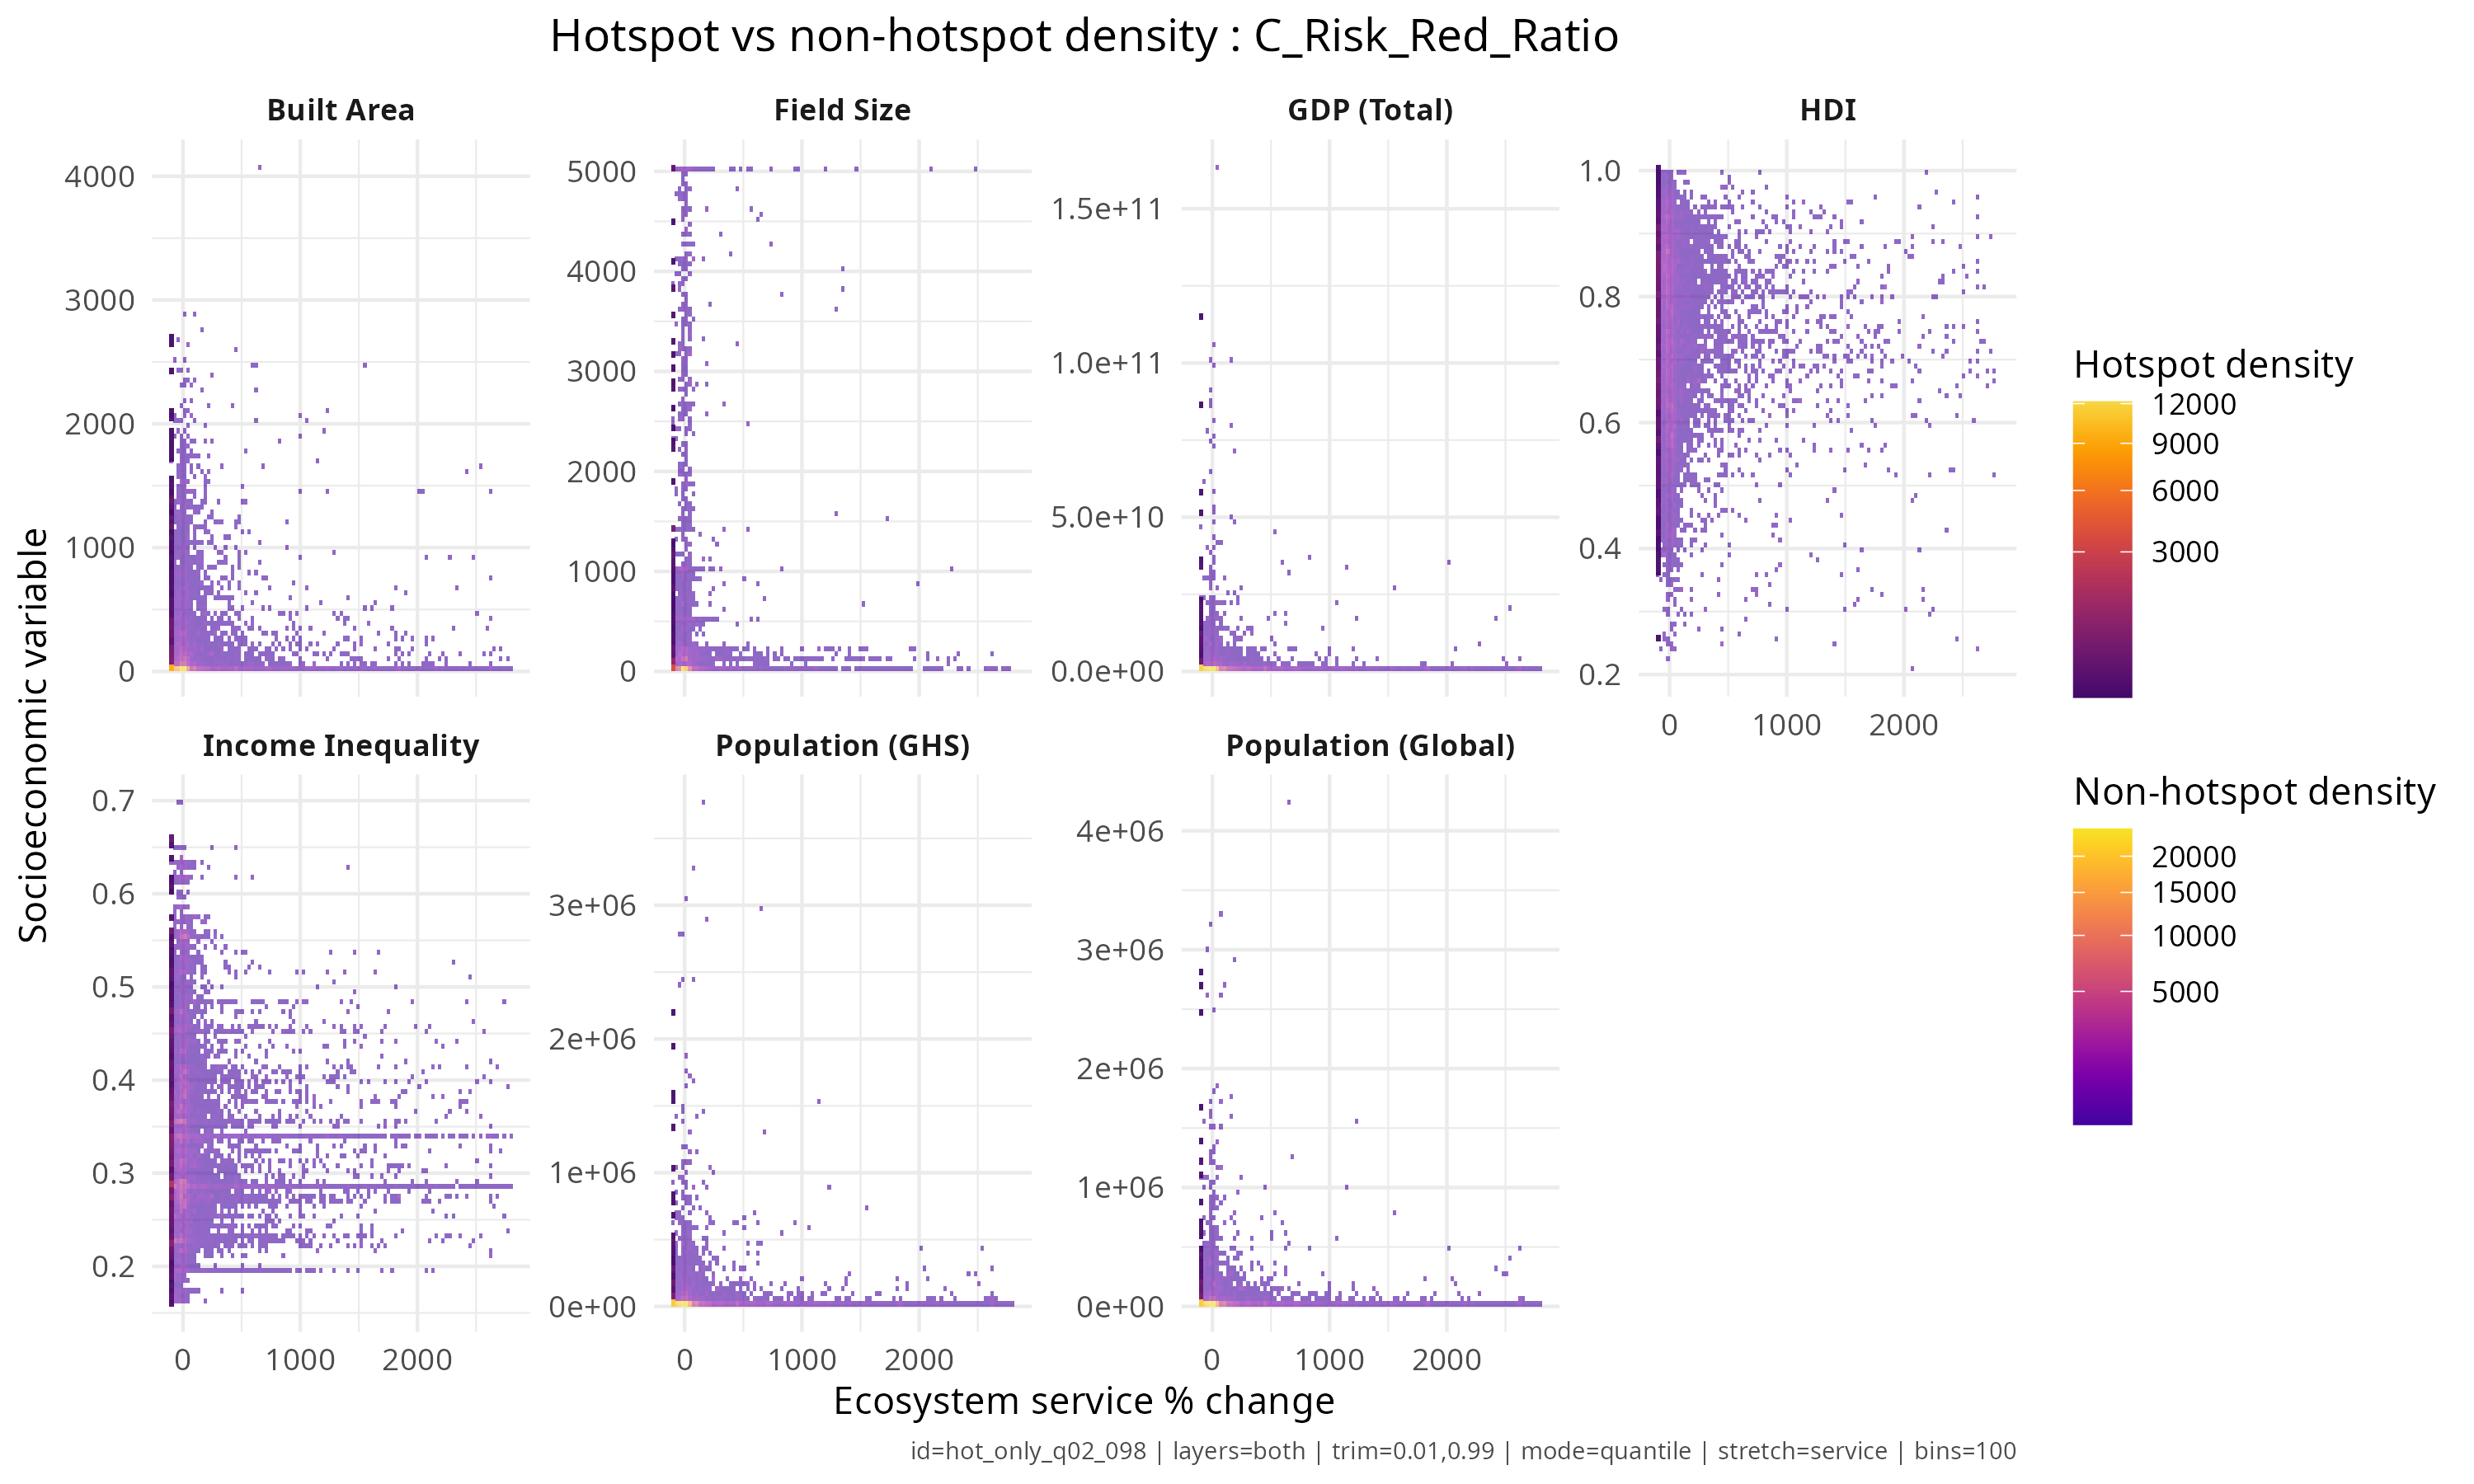 Hotspot vs non-hotspot density : C_Risk_Red_Ratio
Built Area
Field Size
GDP (Total)
HDI
4000
3000
2000
1000
0
5000
4000
3000
2000
1000
0
1.5e+11
1.0e+11
5.0e+10
0.0e+00
1.0
0.8
0.6
0.4
0.2
0
1000
2000
Socioeconomic variable
Income Inequality
Population (GHS)
Population (Global)
0.7
0.6
0.5
0.4
0.3
0.2
3e+06
2e+06
1e+06
0e+00
4e+06
3e+06
2e+06
1e+06
0e+00
0
1000
2000
0
1000
2000
0
1000
2000
Ecosystem service % change
Hotspot density
12000
9000
6000
3000
Non-hotspot density
20000
15000
10000
5000
id=hot_only_q02_098 | layers=both | trim=0.01,0.99 | mode=quantile | stretch=service | bins=100